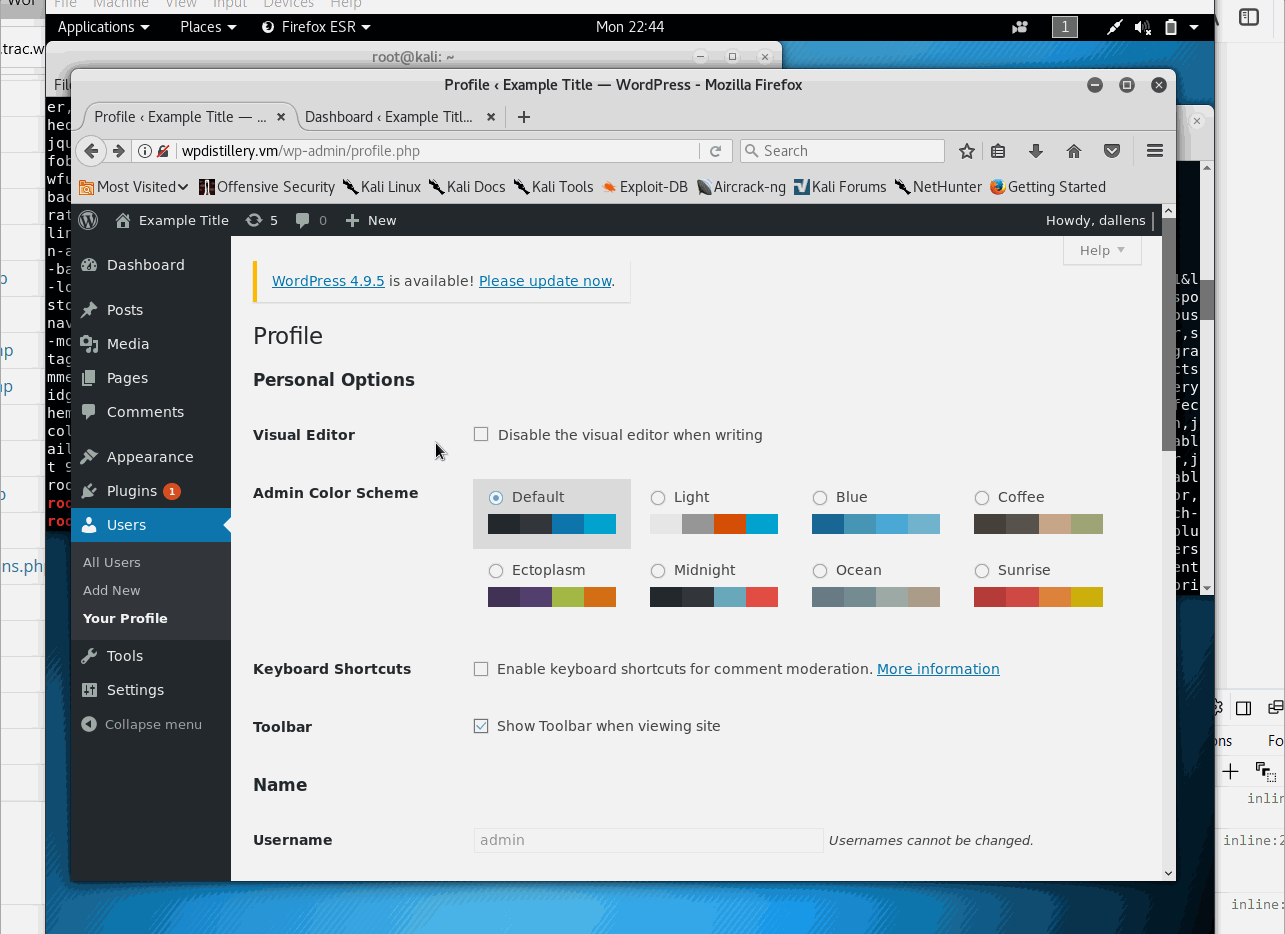 File Machine View Input Devices Help
Applications Places Firefox ESR Mon 22:44 1
.trac.w
root@kali: ~
Profile ‹ Example Title — WordPress - Mozilla Firefox
Profile ‹ Example Title — ... Dashboard ‹ Example Titl...
wpdistillery.vm/wp-admin/profile.php Search
Most Visited Offensive Security Kali Linux Kali Docs Kali Tools Exploit-DB Aircrack-ng Kali Forums NetHunter Getting Started
Example Title 5 0 New Howdy, dallens
Help
Dashboard
Posts
Media
Pages
Comments
Appearance
Plugins 1
Users
All Users
Add New
Your Profile
Tools
Settings
Collapse menu
WordPress 4.9.5 is available! Please update now.
Profile
Personal Options
Visual Editor Disable the visual editor when writing
Admin Color Scheme Default Light Blue Coffee
Ectoplasm Midnight Ocean Sunrise
Keyboard Shortcuts Enable keyboard shortcuts for comment moderation. More information
Toolbar Show Toolbar when viewing site
Name
Username admin Usernames cannot be changed.
ns.php
inline:2
inline: